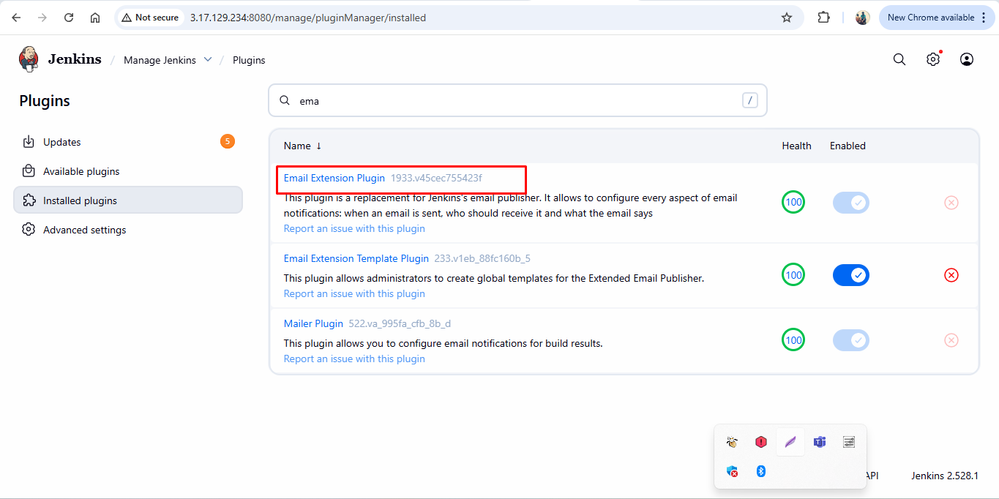 Not secure 3.17.129.234:8080/manage/pluginManager/installed New Chrome available
Jenkins / Manage Jenkins / Plugins
Plugins
ema /
Updates 5
Available plugins
Installed plugins
Advanced settings
Name ↓ Health Enabled
Email Extension Plugin 1933.v45cec755423f
This plugin is a replacement for Jenkins's email publisher. It allows to configure every aspect of email
notifications: when an email is sent, who should receive it and what the email says
Report an issue with this plugin
100
Email Extension Template Plugin 233.v1eb_88fc160b_5
This plugin allows administrators to create global templates for the Extended Email Publisher.
Report an issue with this plugin
100
Mailer Plugin 522.va_995fa_cfb_8b_d
This plugin allows you to configure email notifications for build results.
Report an issue with this plugin
100
API Jenkins 2.528.1